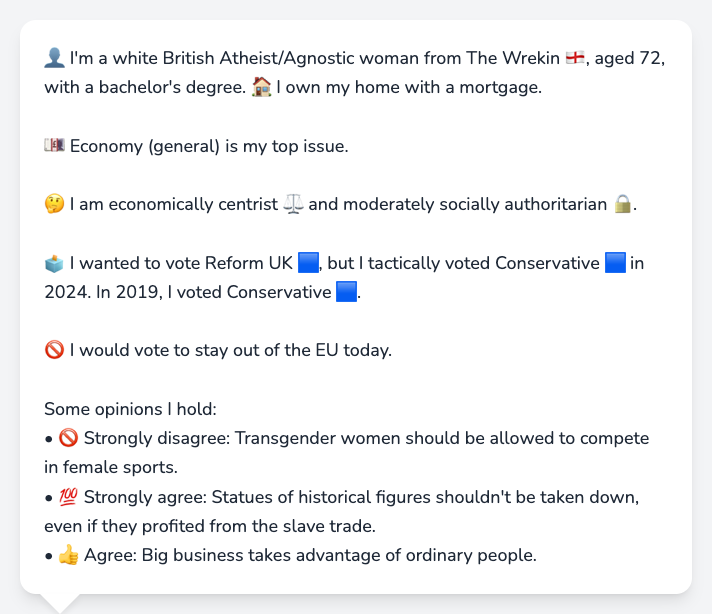 👤 I'm a white British Atheist/Agnostic woman from The Wrekin 🏴󠁧󠁢󠁥󠁮󠁧󠁿, aged 72,
with a bachelor's degree. 🏠 I own my home with a mortgage.
💷 Economy (general) is my top issue.
🤔 I am economically centrist ⚖️ and moderately socially authoritarian 🔒.
🗳️ I wanted to vote Reform UK 🟦, but I tactically voted Conservative 🟦 in
2024. In 2019, I voted Conservative 🟦.
🚫 I would vote to stay out of the EU today.
Some opinions I hold:
• 🚫 Strongly disagree: Transgender women should be allowed to compete
in female sports.
• 💯 Strongly agree: Statues of historical figures shouldn't be taken down,
even if they profited from the slave trade.
• 👍 Agree: Big business takes advantage of ordinary people.